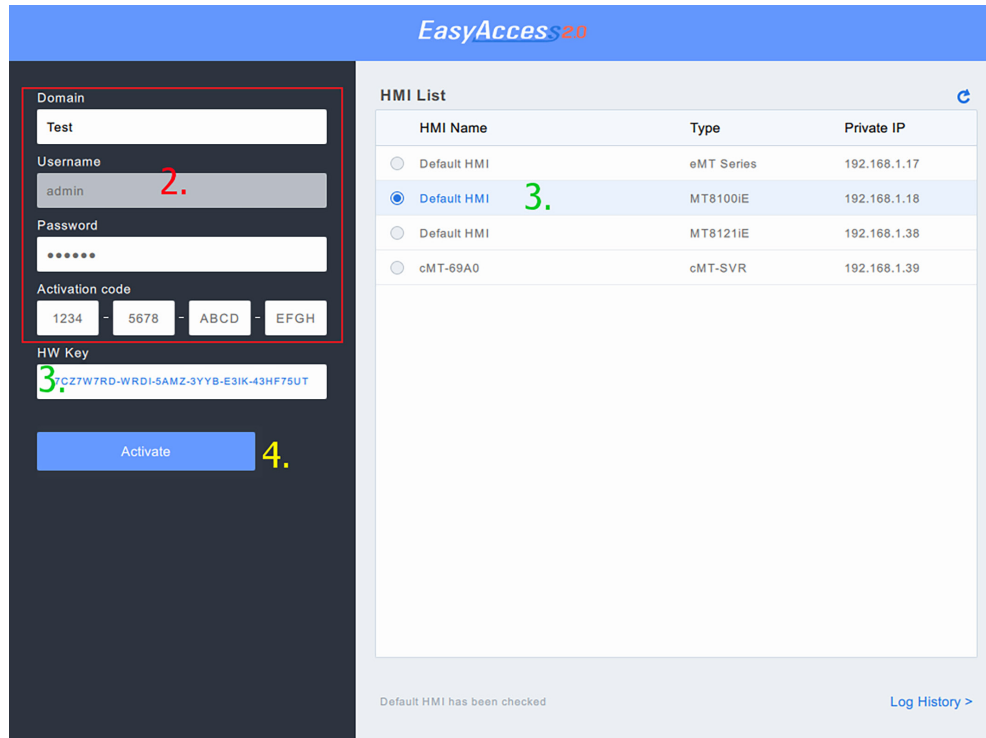 EasyAccess2.0
Domain
Test
Username
admin
2.
Password
••••••
Activation code
1234 - 5678 - ABCD - EFGH
HW Key
3.
7CZ7W7RD-WRDI-5AMZ-3YYB-E3IK-43HF75UT
Activate
4.
HMI List
HMI Name Type Private IP
Default HMI eMT Series 192.168.1.17
Default HMI 3. MT8100iE 192.168.1.18
Default HMI MT8121iE 192.168.1.38
cMT-69A0 cMT-SVR 192.168.1.39
Default HMI has been checked
Log History >